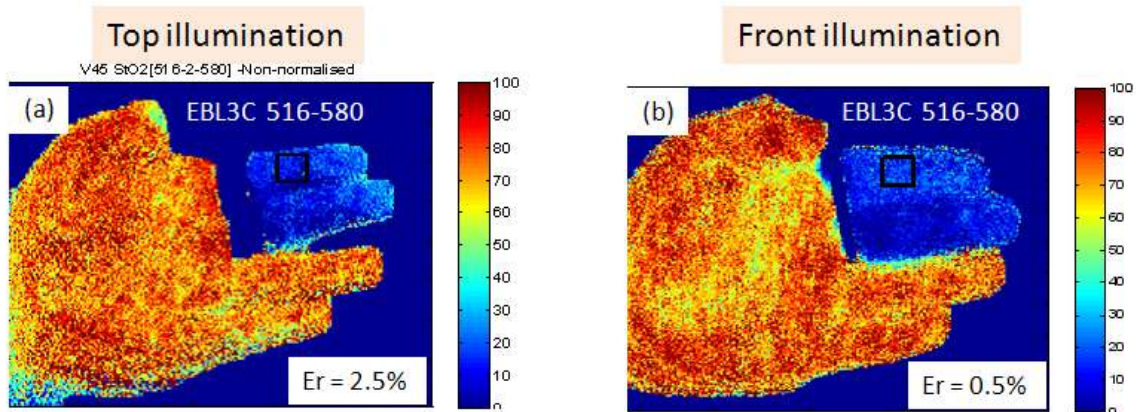 Top illumination
V45 StO2[516-2-580] -Non-normalised
(a)
EBL3C 516-580
100
90
80
70
60
50
40
30
20
10
0
Er = 2.5%
Front illumination
(b)
EBL3C 516-580
100
90
80
70
60
50
40
30
20
10
0
Er = 0.5%